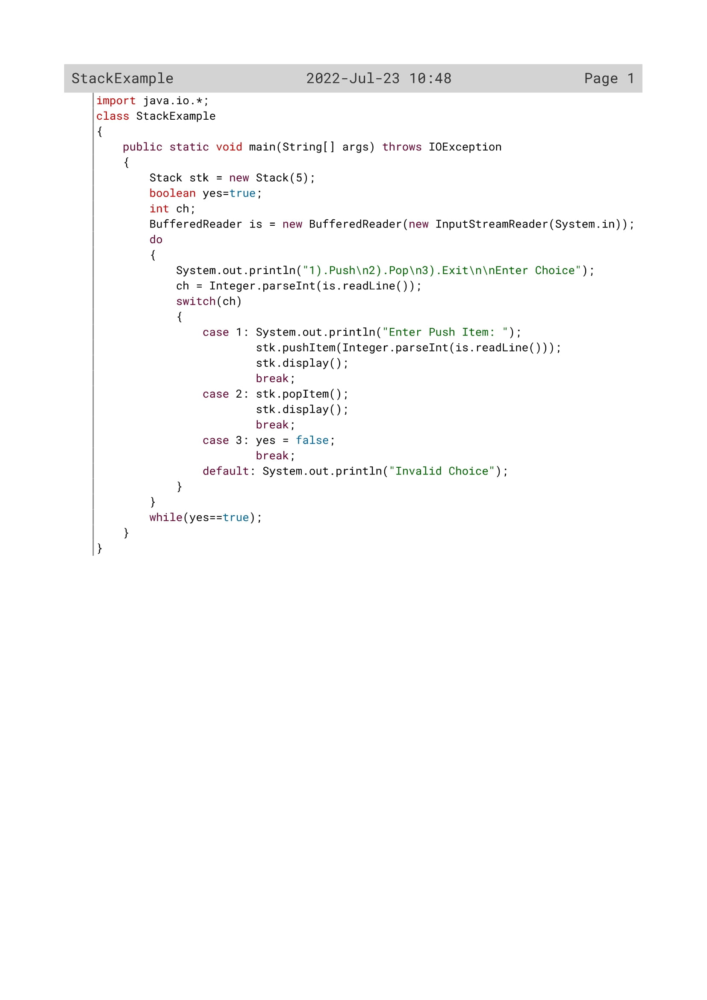 StackExample 2022-Jul-23 10:48 Page 1
import java.io.*;
class StackExample
{
    public static void main(String[] args) throws IOException
    {
        Stack stk = new Stack(5);
        boolean yes=true;
        int ch;
        BufferedReader is = new BufferedReader(new InputStreamReader(System.in));
        do
        {
            System.out.println("1).Push\n2).Pop\n3).Exit\n\nEnter Choice");
            ch = Integer.parseInt(is.readLine());
            switch(ch)
            {
                case 1: System.out.println("Enter Push Item: ");
                        stk.pushItem(Integer.parseInt(is.readLine()));
                        stk.display();
                        break;
                case 2: stk.popItem();
                        stk.display();
                        break;
                case 3: yes = false;
                        break;
                default: System.out.println("Invalid Choice");
            }
        }
        while(yes==true);
    }
}